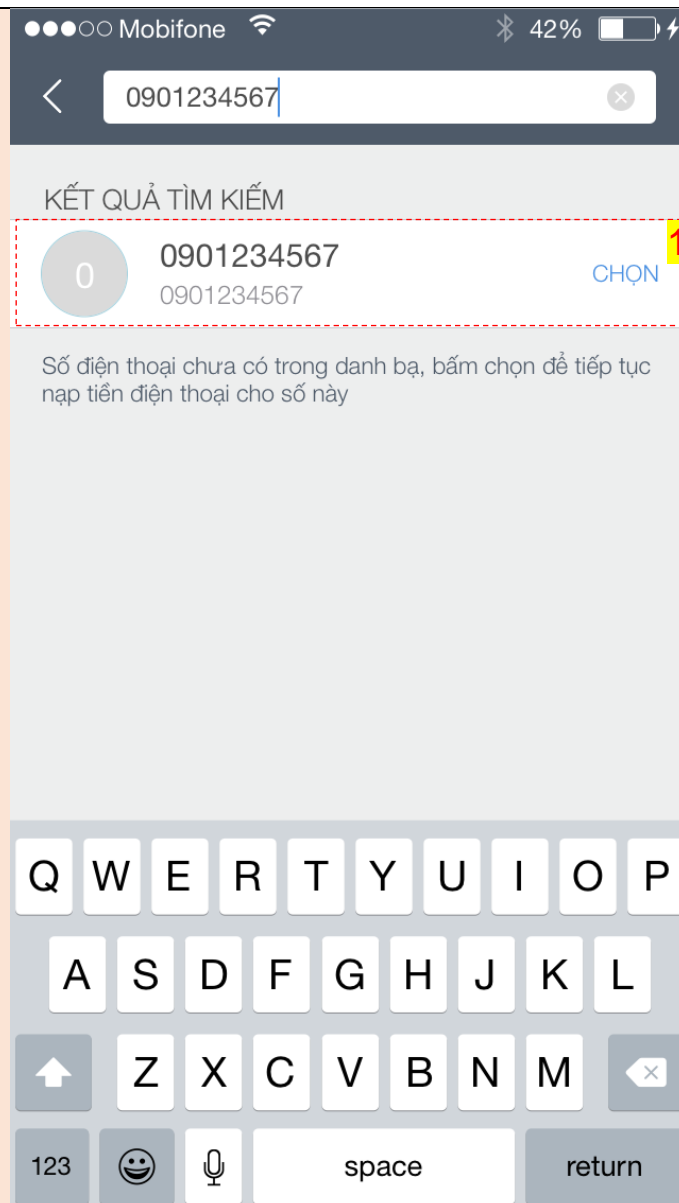 Mobifone 42%
0901234567
KẾT QUẢ TÌM KIẾM
1
0 0901234567 CHỌN
0901234567
Số điện thoại chưa có trong danh bạ, bấm chọn để tiếp tục
nạp tiền điện thoại cho số này
Q W E R T Y U I O P
A S D F G H J K L
Z X C V B N M
123 space return